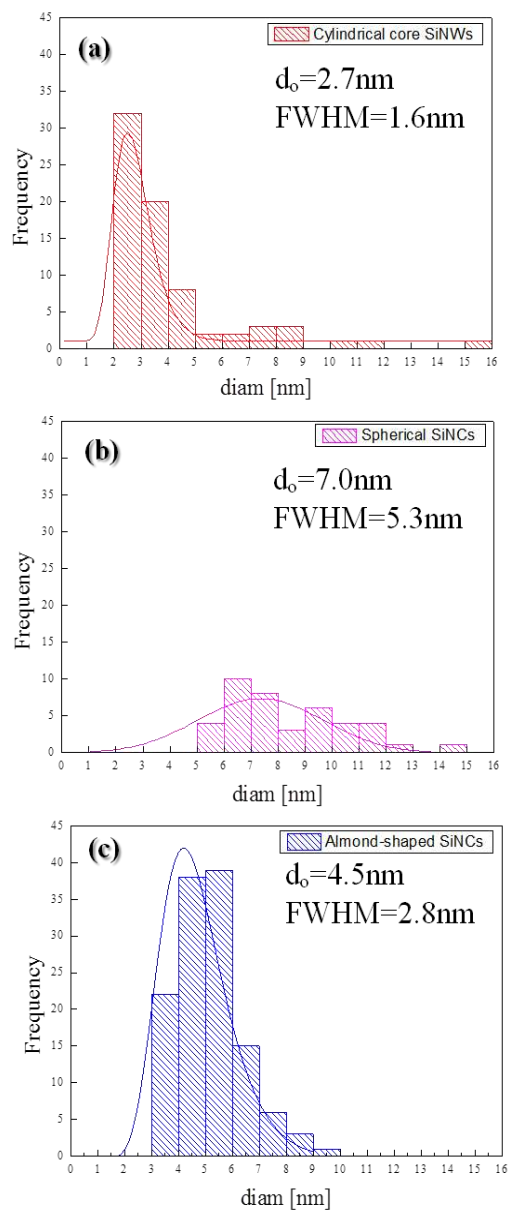 (a)
Cylindrical core SiNWs
dₒ=2.7nm
FWHM=1.6nm
Frequency
45
40
35
30
25
20
15
10
5
0
0 1 2 3 4 5 6 7 8 9 10 11 12 13 14 15 16
diam [nm]
(b)
Spherical SiNCs
dₒ=7.0nm
FWHM=5.3nm
Frequency
45
40
35
30
25
20
15
10
5
0
0 1 2 3 4 5 6 7 8 9 10 11 12 13 14 15 16
diam [nm]
(c)
Almond-shaped SiNCs
dₒ=4.5nm
FWHM=2.8nm
Frequency
45
40
35
30
25
20
15
10
5
0
0 1 2 3 4 5 6 7 8 9 10 11 12 13 14 15 16
diam [nm]